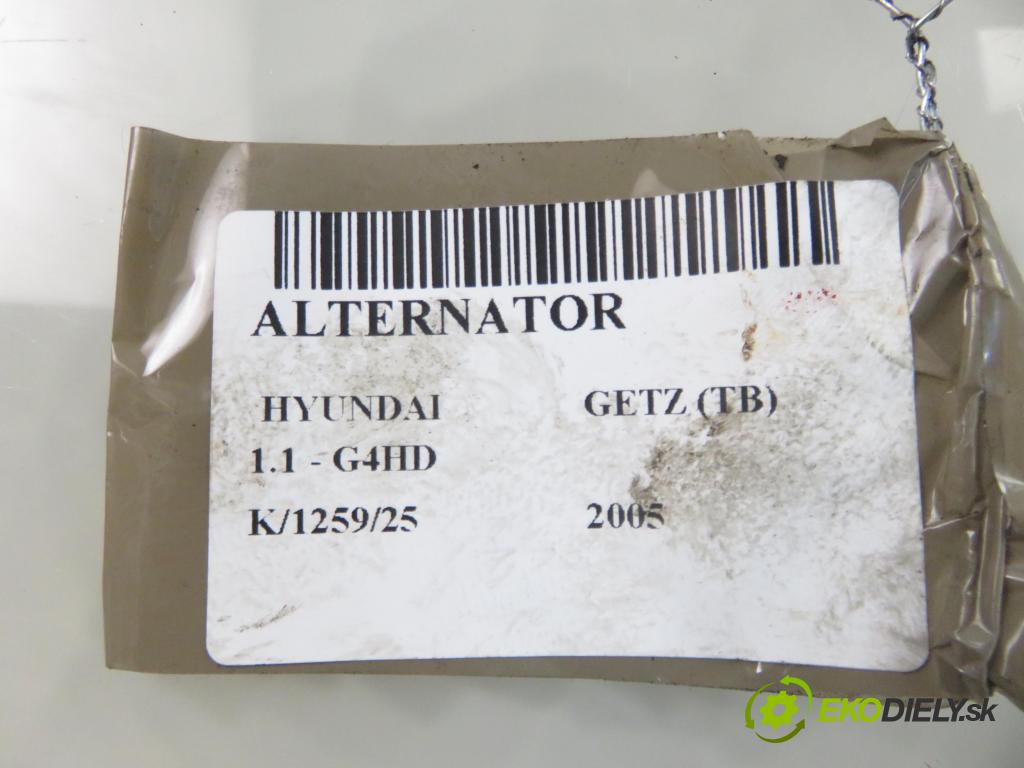 ALTERNATOR
HYUNDAI GETZ (TB)
1.1 - G4HD
K/1259/25 2005
EKODIELY.sk